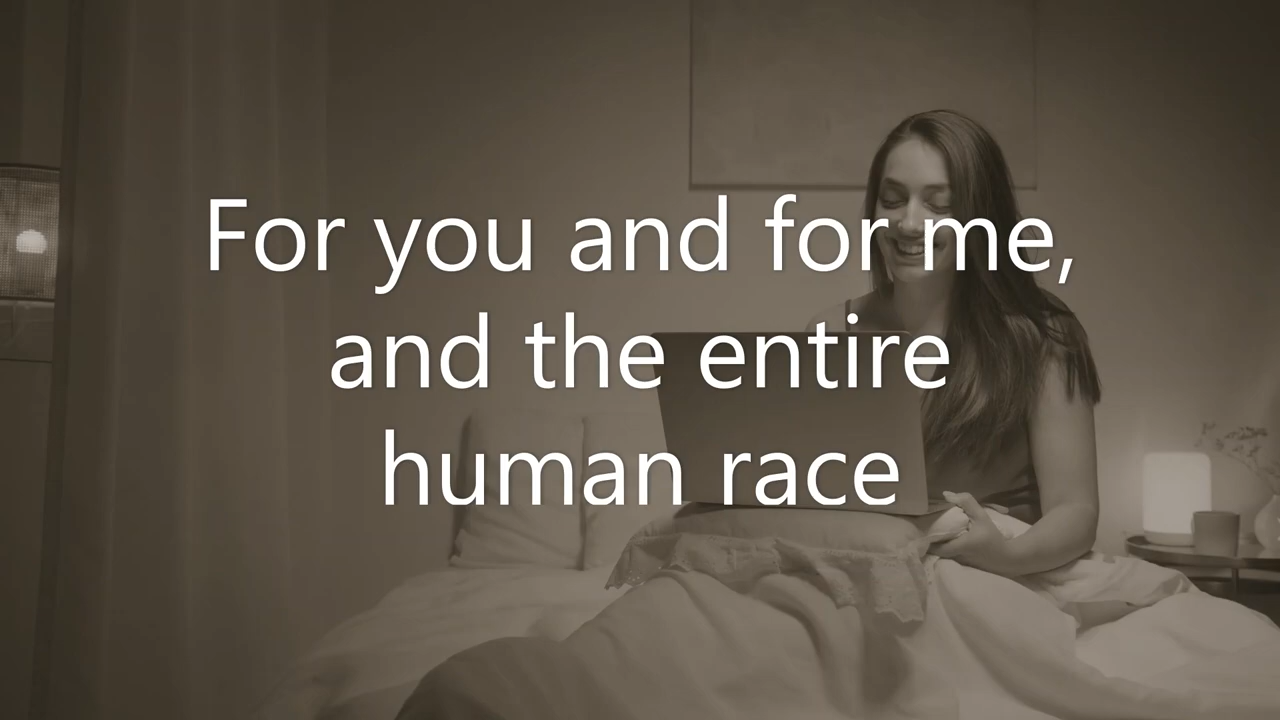 For you and for me,
and the entire
human race